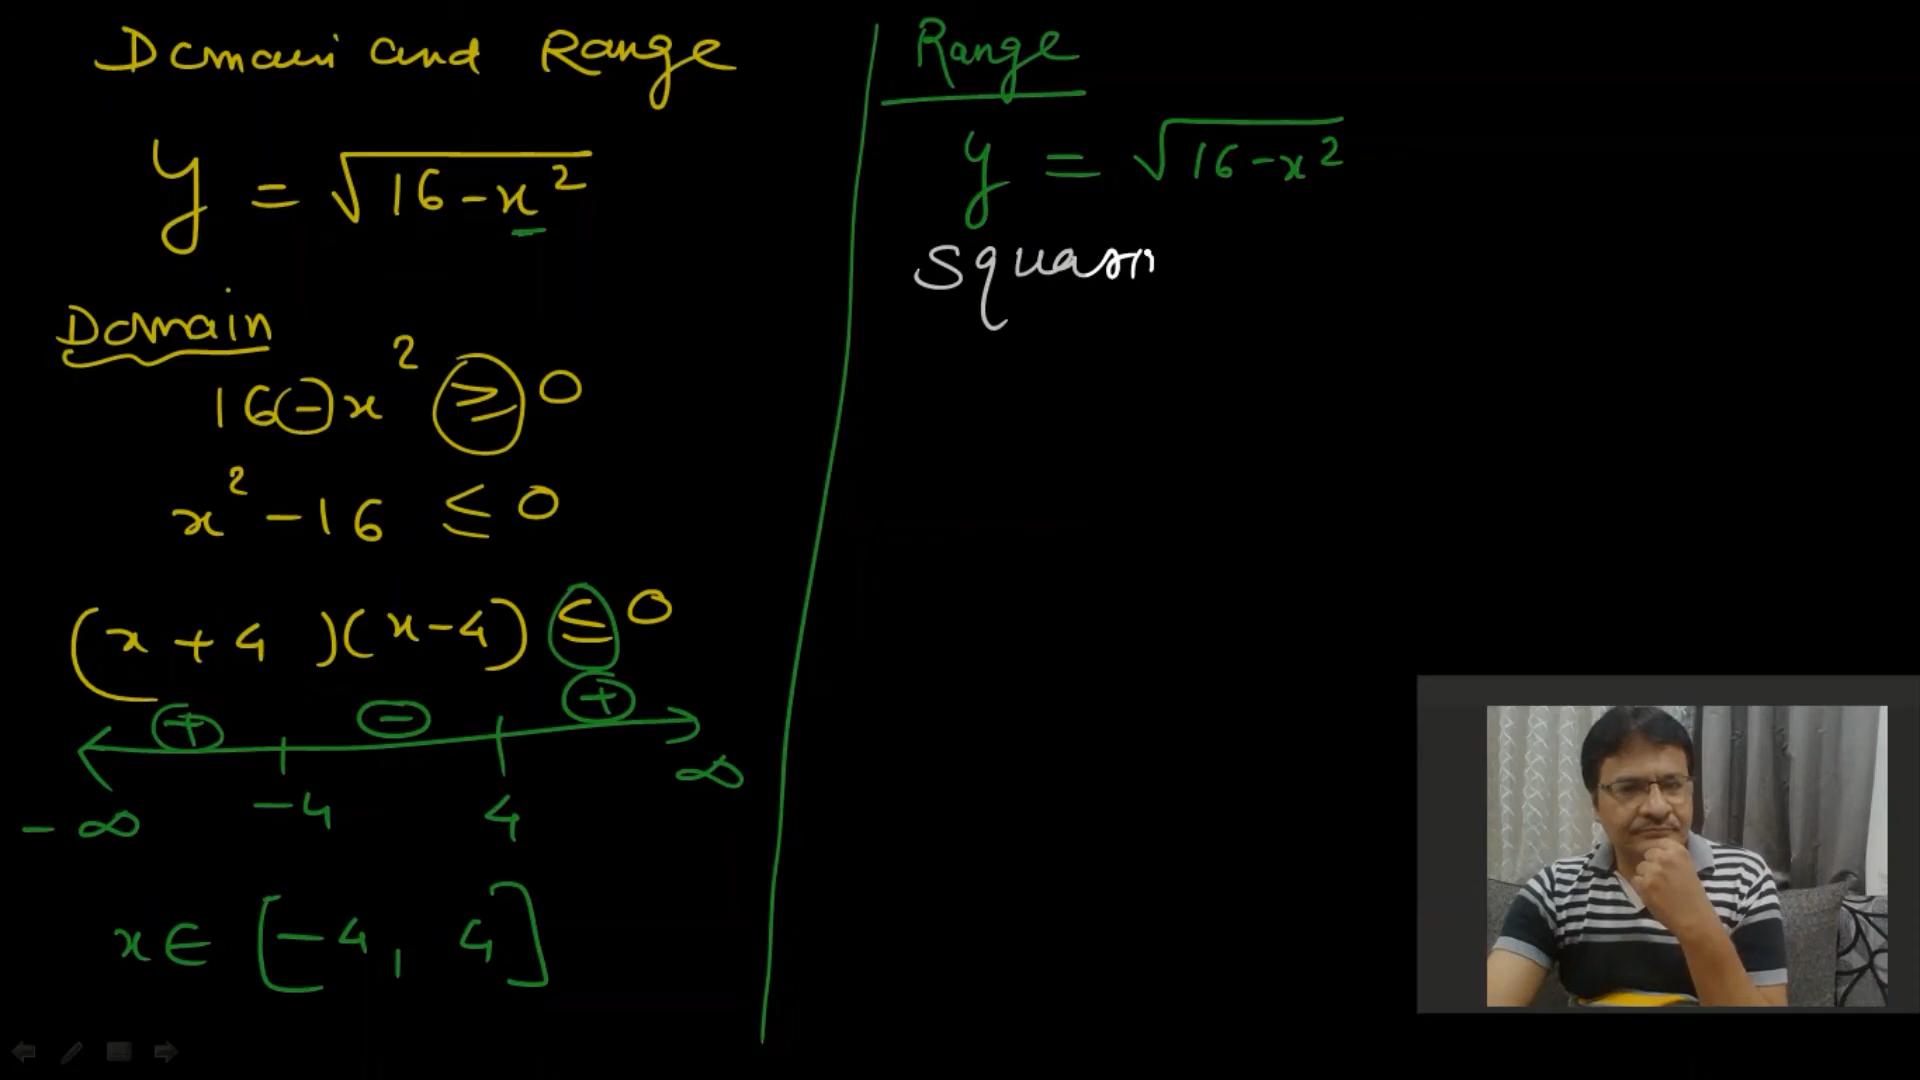 Domain and Range
y = √16-x²
Domain
16-x² ≥ 0
x²-16 ≤ 0
(x+4)(x-4) ≤ 0
+ - +
-∞ -4 4 ∞
x∈ [-4, 4]
Range
y = √16-x²
Squari